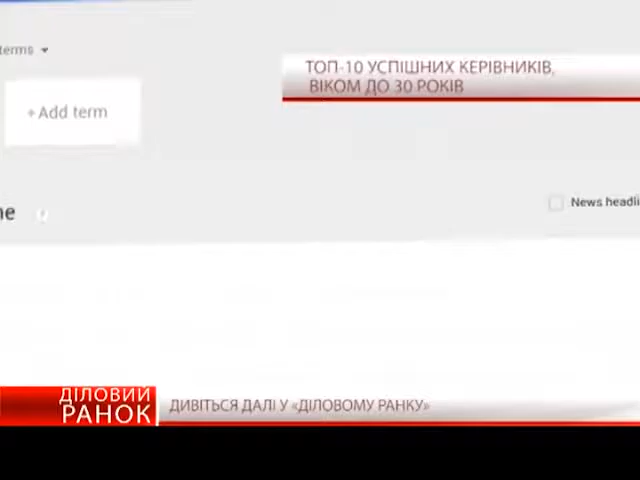 terms
ТОП-10 УСПІШНИХ КЕРІВНИКІВ,
ВІКОМ ДО 30 РОКІВ
+Add term
News headli
ДІЛОВИЙ
РАНОК
ДИВІТЬСЯ ДАЛІ У «ДІЛОВОМУ РАНКУ»